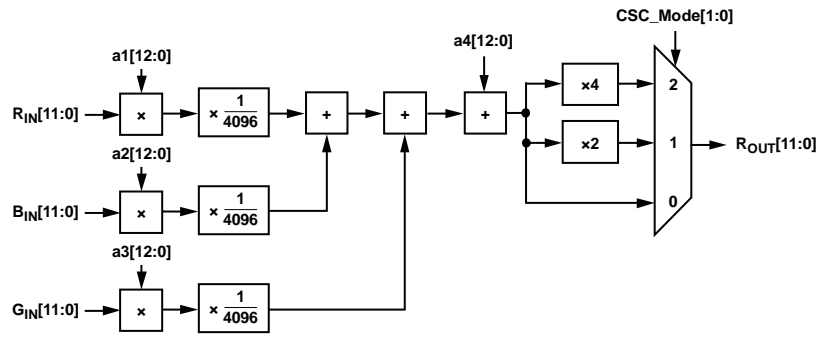 CSC_Mode[1:0]
a1[12:0]
a4[12:0]
R_IN[11:0]
×
× 1/4096
+
+
+
×4
2
a2[12:0]
×2
1
R_OUT[11:0]
B_IN[11:0]
×
× 1/4096
0
a3[12:0]
G_IN[11:0]
×
× 1/4096